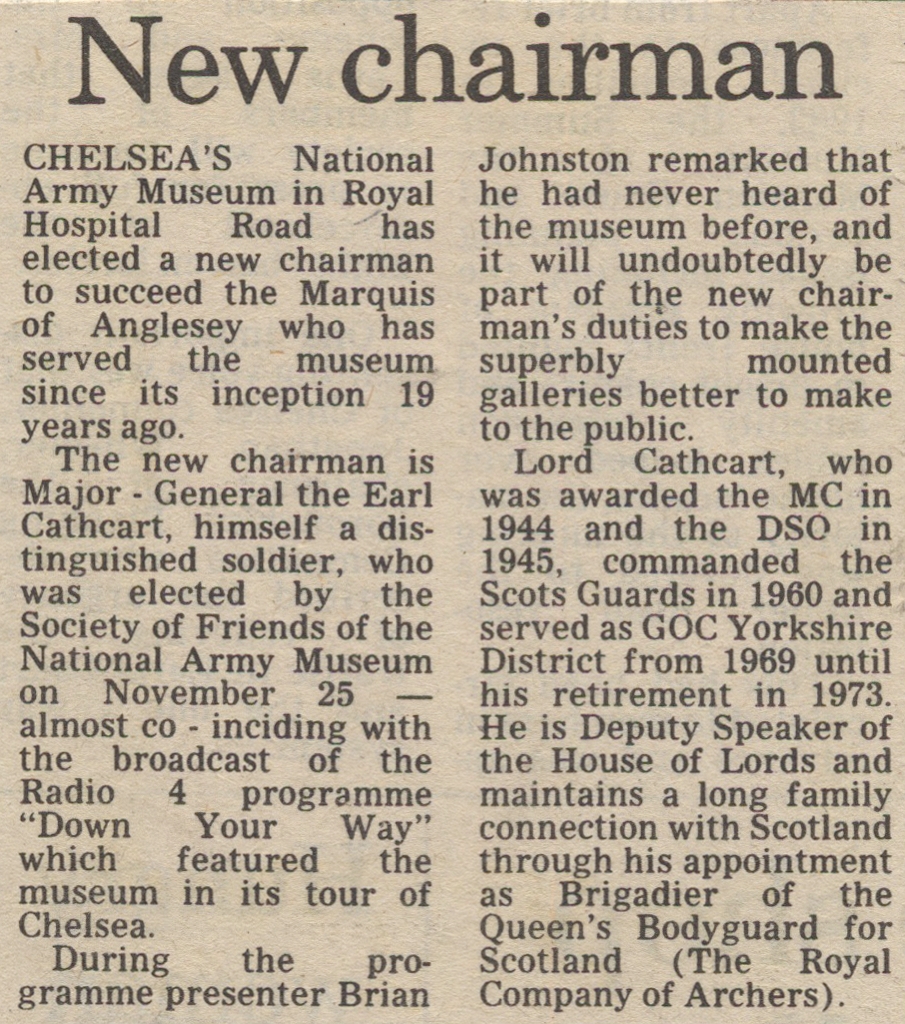 New chairman
CHELSEA'S National
Army Museum in Royal
Hospital Road has
elected a new chairman
to succeed the Marquis
of Anglesey who has
served the museum
since its inception 19
years ago.
The new chairman is
Major - General the Earl
Cathcart, himself a dis-
tinguished soldier, who
was elected by the
Society of Friends of the
National Army Museum
on November 25 —
almost co - inciding with
the broadcast of the
Radio 4 programme
“Down Your Way”
which featured the
museum in its tour of
Chelsea.
During the pro-
gramme presenter Brian
Johnston remarked that
he had never heard of
the museum before, and
it will undoubtedly be
part of the new chair-
man's duties to make the
superbly mounted
galleries better to make
to the public.
Lord Cathcart, who
was awarded the MC in
1944 and the DSO in
1945, commanded the
Scots Guards in 1960 and
served as GOC Yorkshire
District from 1969 until
his retirement in 1973.
He is Deputy Speaker of
the House of Lords and
maintains a long family
connection with Scotland
through his appointment
as Brigadier of the
Queen's Bodyguard for
Scotland (The Royal
Company of Archers).